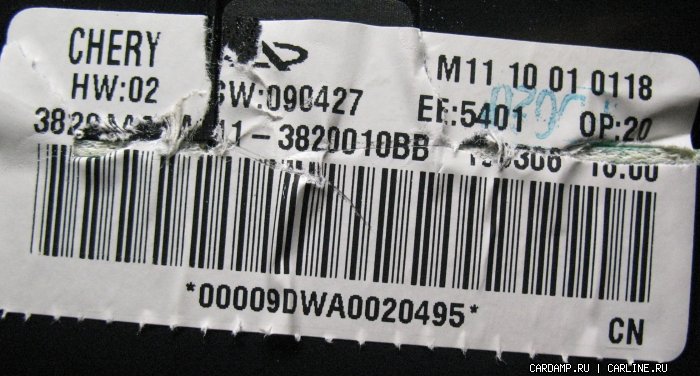 CHERY M11 10 01 0118
HW:02 SW:090427 EE:5401 OP:20
11-3820010BB
*00009DWA0020495*
CN
CARDAMP.RU | CARLINE.RU